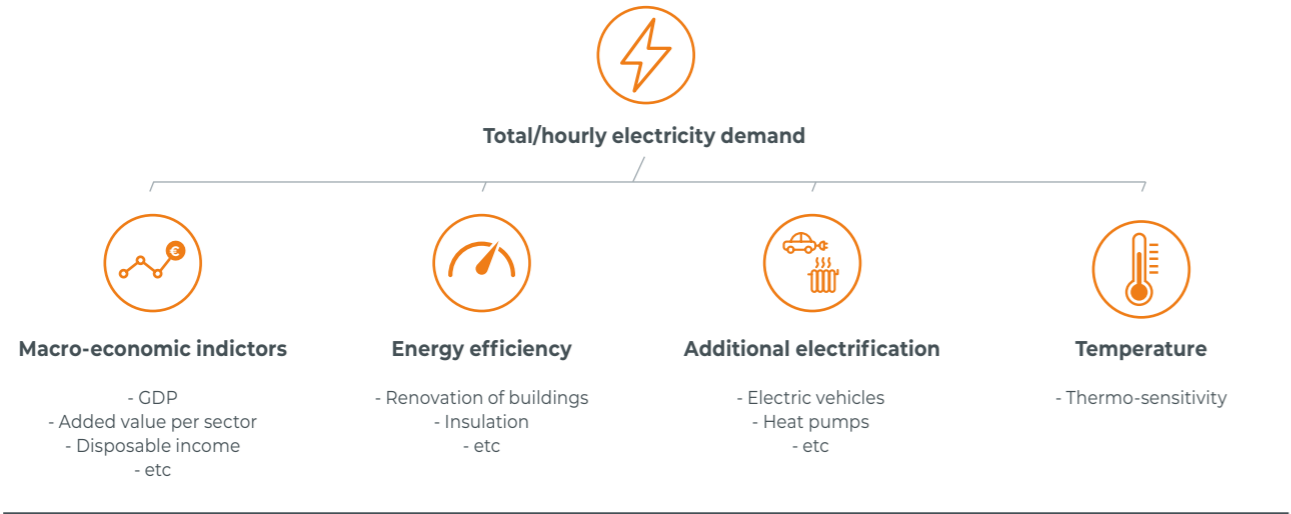 Total/hourly electricity demand
Macro-economic indictors
- GDP
- Added value per sector
- Disposable income
- etc
Energy efficiency
- Renovation of buildings
- Insulation
- etc
Additional electrification
- Electric vehicles
- Heat pumps
- etc
Temperature
- Thermo-sensitivity